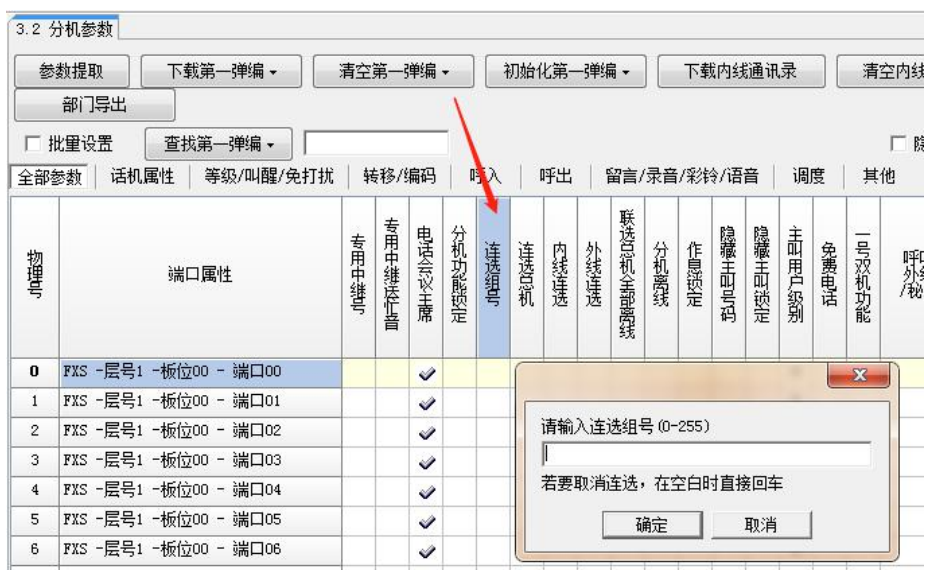 3.2 分机参数
参数提取 下载第一弹编 清空第一弹编 初始化第一弹编 下载内线通讯录 清空内线
部门导出
批里设置 查找第一弹编
全部参数 话机属性 等级/叫醒/免打扰 转移/编码 呼入 呼出 留言/录音/彩铃/语音 调度 其他
物理号
端口属性
专用中继号
专用中继送忙音
电话会议主席
分机功能锁定
连选组号
连选总机
内线连选
外线连选
联选总机全部离线
分机离线
作息锁定
隐藏主叫号码
隐藏主叫锁定
主叫用户级别
免费电话
一号双机功能
0 FXS -层号1 -板位00 - 端口00
1 FXS -层号1 -板位00 - 端口01
2 FXS -层号1 -板位00 - 端口02
3 FXS -层号1 -板位00 - 端口03
4 FXS -层号1 -板位00 - 端口04
5 FXS -层号1 -板位00 - 端口05
6 FXS -层号1 -板位00 - 端口06
请输入连选组号(0-255)
若要取消连选，在空白时直接回车
确定 取消